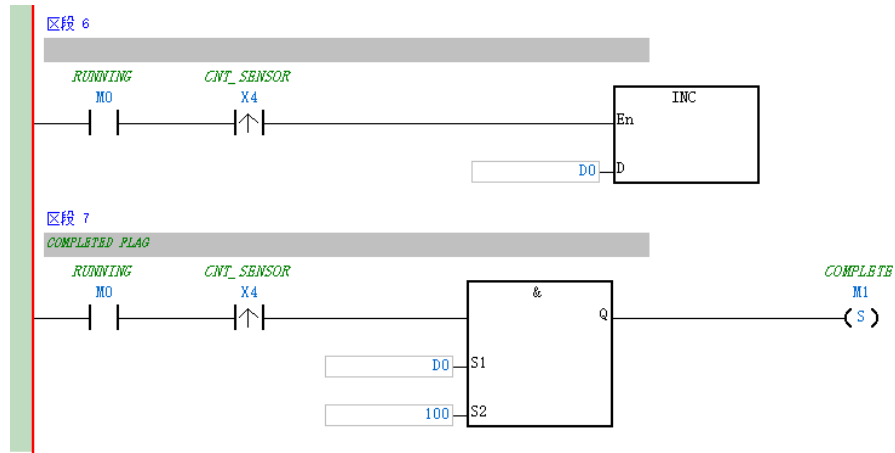 区段 6
RUNNING CNT_SENSOR
M0 X4 INC
En
D0 D
区段 7
COMPLETED PLAG
RUNNING CNT_SENSOR COMPLETE
M0 X4 & M1
Q S
D0 S1
100 S2